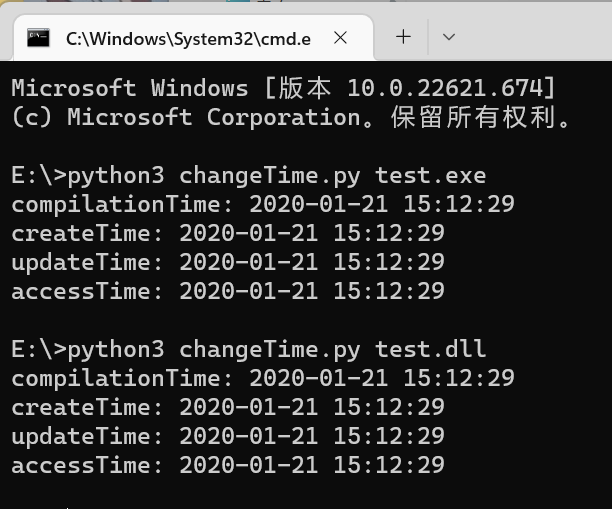 C:\Windows\System32\cmd.e
Microsoft Windows [版本 10.0.22621.674]
(c) Microsoft Corporation。保留所有权利。
E:\>python3 changeTime.py test.exe
compilationTime: 2020-01-21 15:12:29
createTime: 2020-01-21 15:12:29
updateTime: 2020-01-21 15:12:29
accessTime: 2020-01-21 15:12:29
E:\>python3 changeTime.py test.dll
compilationTime: 2020-01-21 15:12:29
createTime: 2020-01-21 15:12:29
updateTime: 2020-01-21 15:12:29
accessTime: 2020-01-21 15:12:29